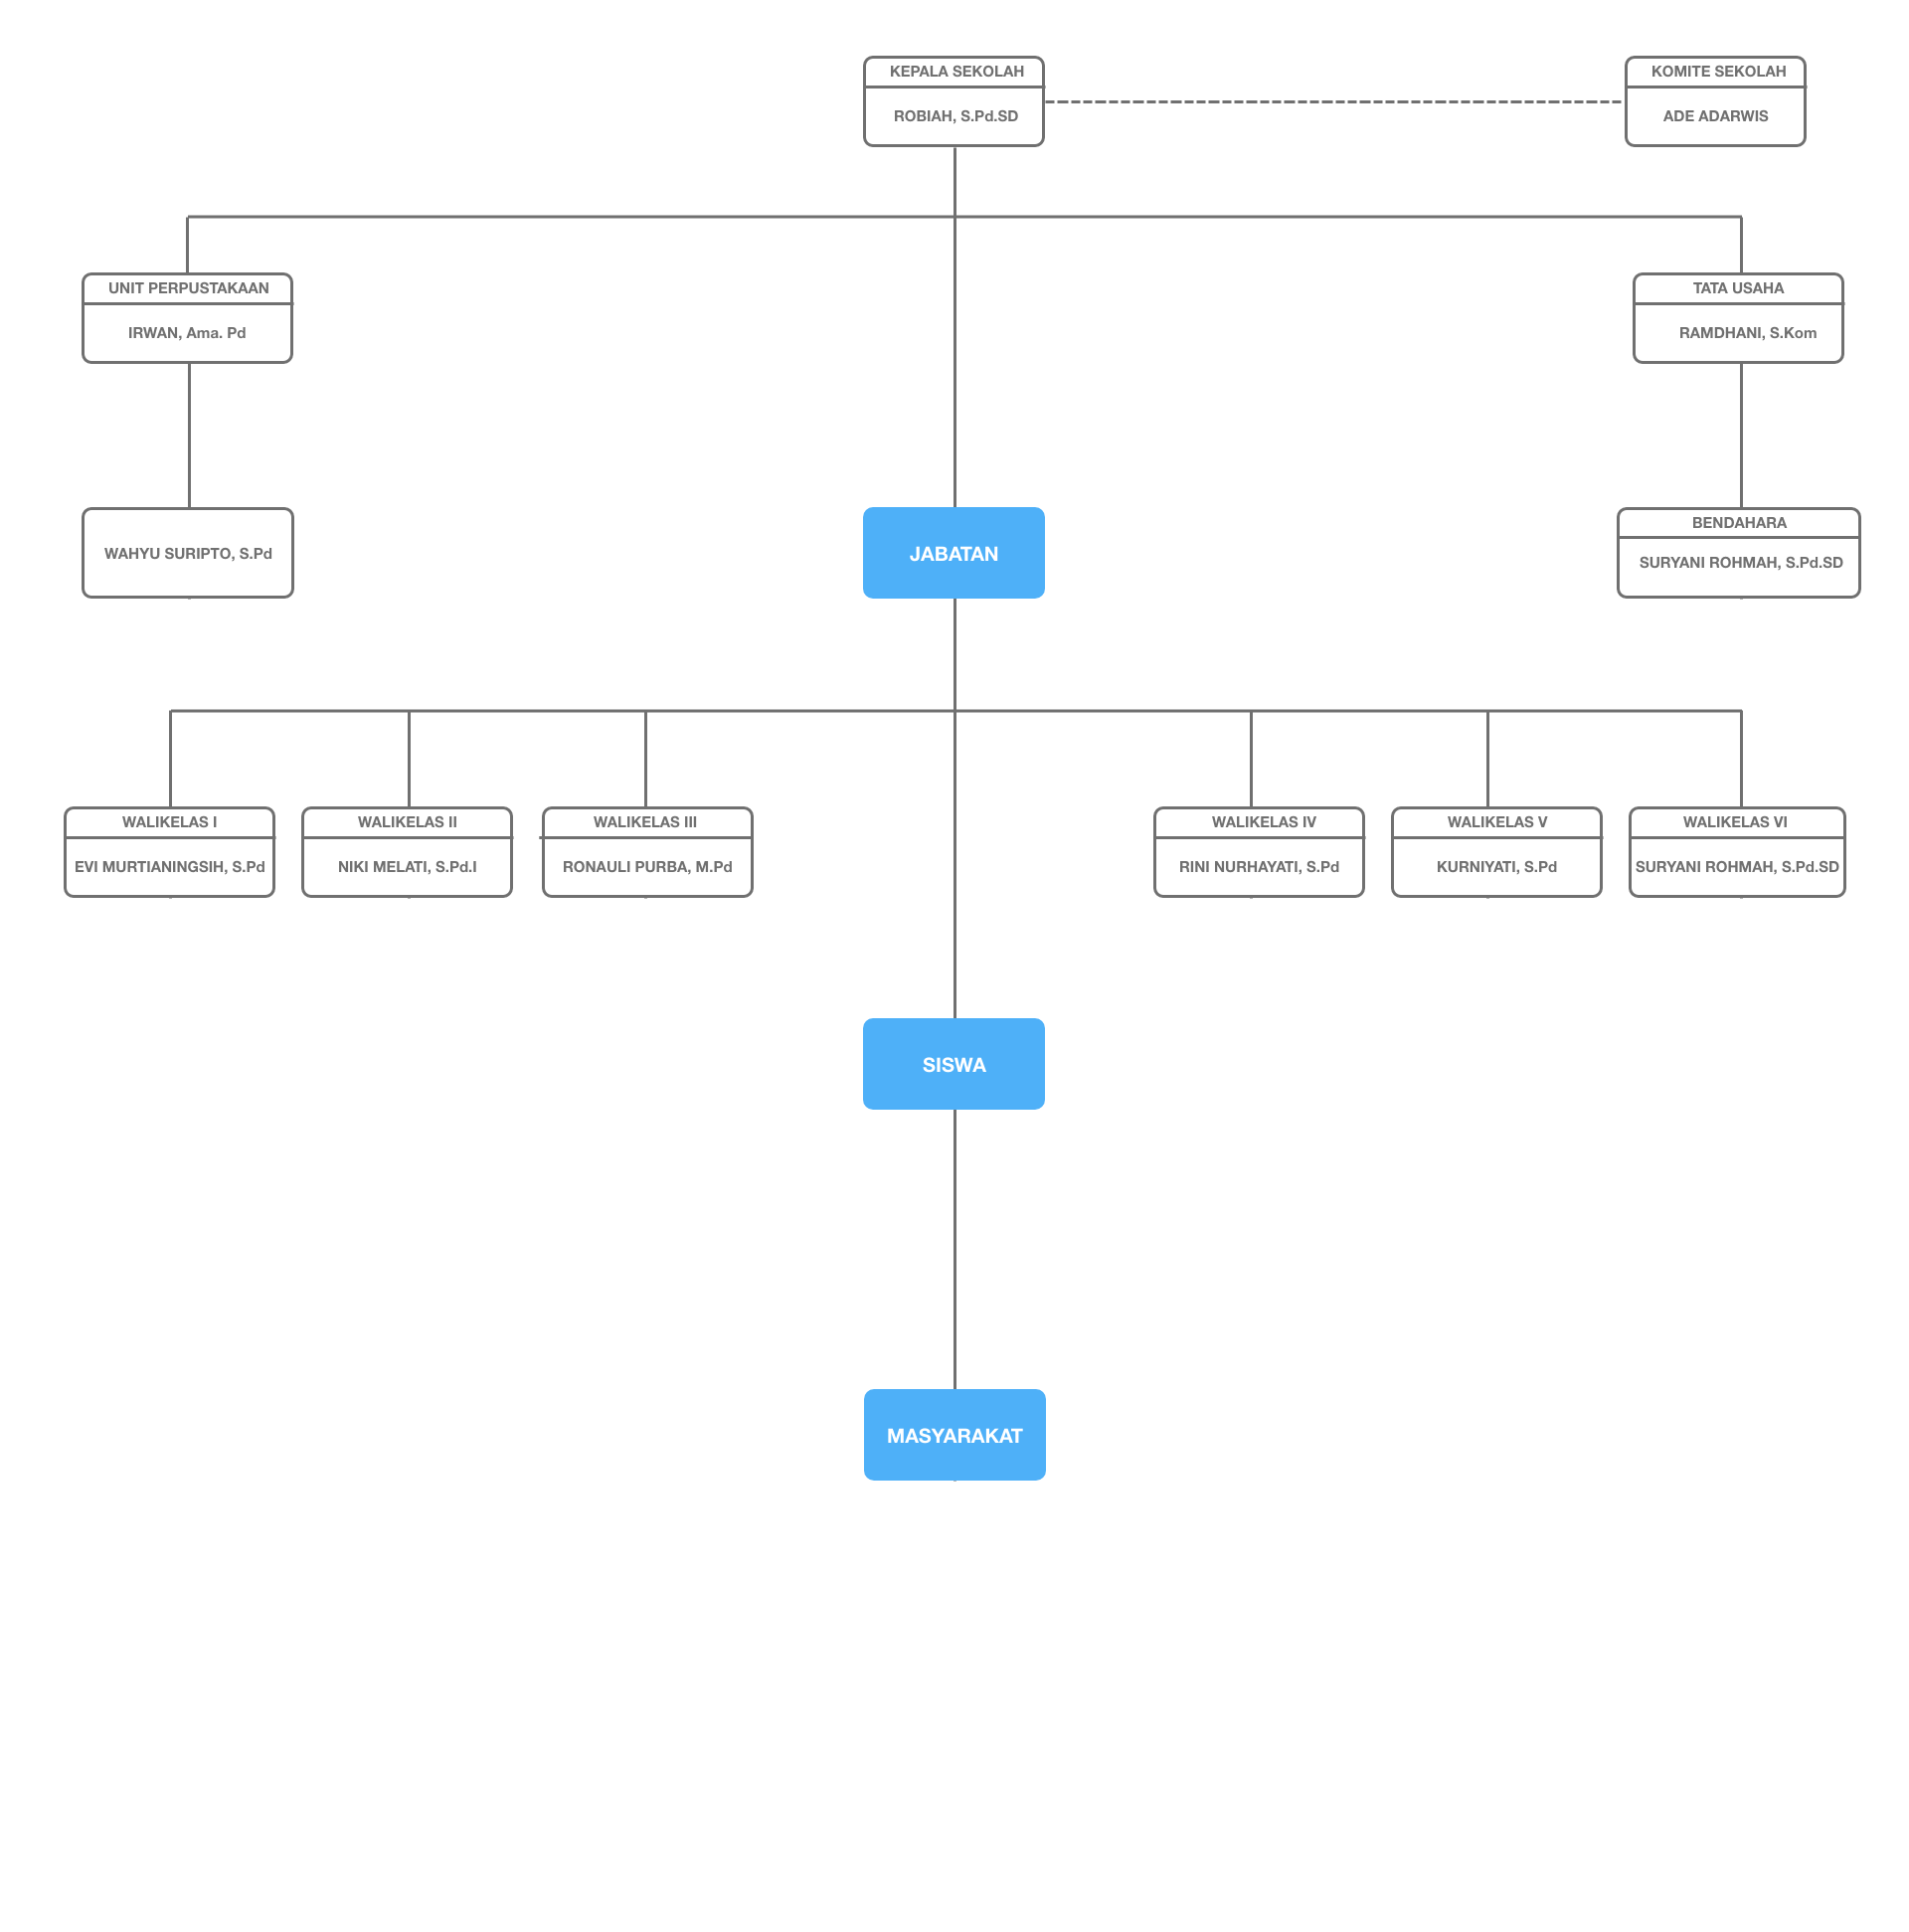 KEPALA SEKOLAH
ROBIAH, S.Pd.SD
KOMITE SEKOLAH
ADE ADARWIS
UNIT PERPUSTAKAAN
IRWAN, Ama. Pd
TATA USAHA
RAMDHANI, S.Kom
WAHYU SURIPTO, S.Pd
JABATAN
BENDAHARA
SURYANI ROHMAH, S.Pd.SD
WALIKELAS I
EVI MURTIANINGSIH, S.Pd
WALIKELAS II
NIKI MELATI, S.Pd.I
WALIKELAS III
RONAULI PURBA, M.Pd
WALIKELAS IV
RINI NURHAYATI, S.Pd
WALIKELAS V
KURNIYATI, S.Pd
WALIKELAS VI
SURYANI ROHMAH, S.Pd.SD
SISWA
MASYARAKAT